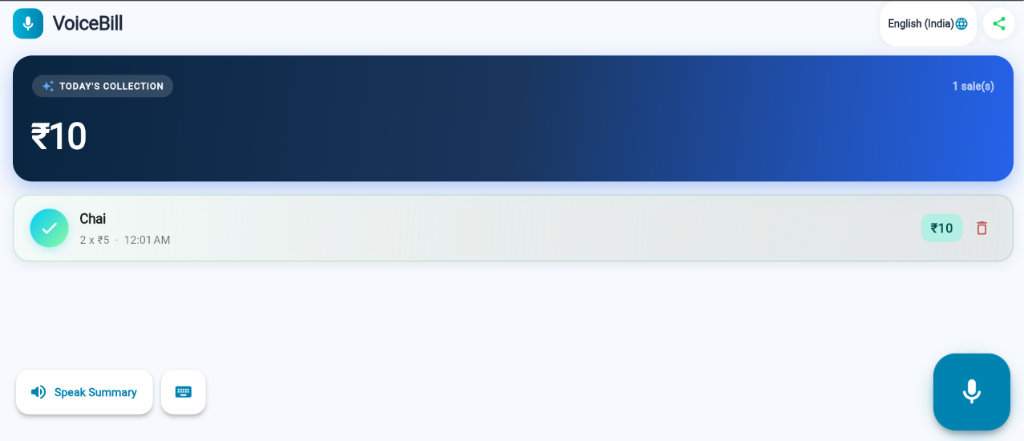 VoiceBill
English (India)
TODAY'S COLLECTION
1 sale(s)
₹10
Chai
2 x ₹5 · 12:01 AM
₹10
Speak Summary